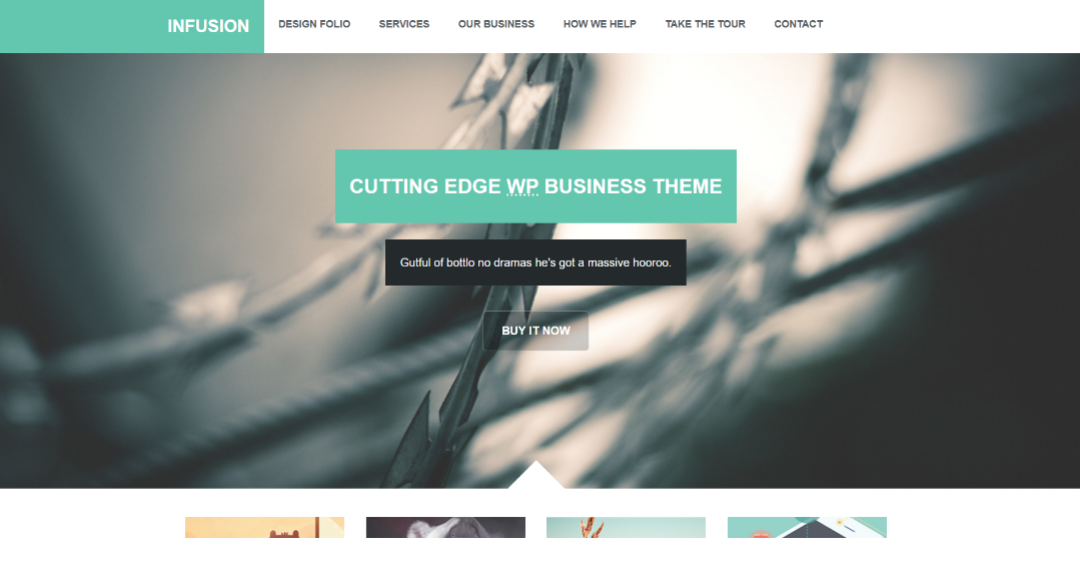 INFUSION
DESIGN FOLIO
SERVICES
OUR BUSINESS
HOW WE HELP
TAKE THE TOUR
CONTACT
CUTTING EDGE WP BUSINESS THEME
Gutful of bottlo no dramas he's got a massive hooroo.
BUY IT NOW